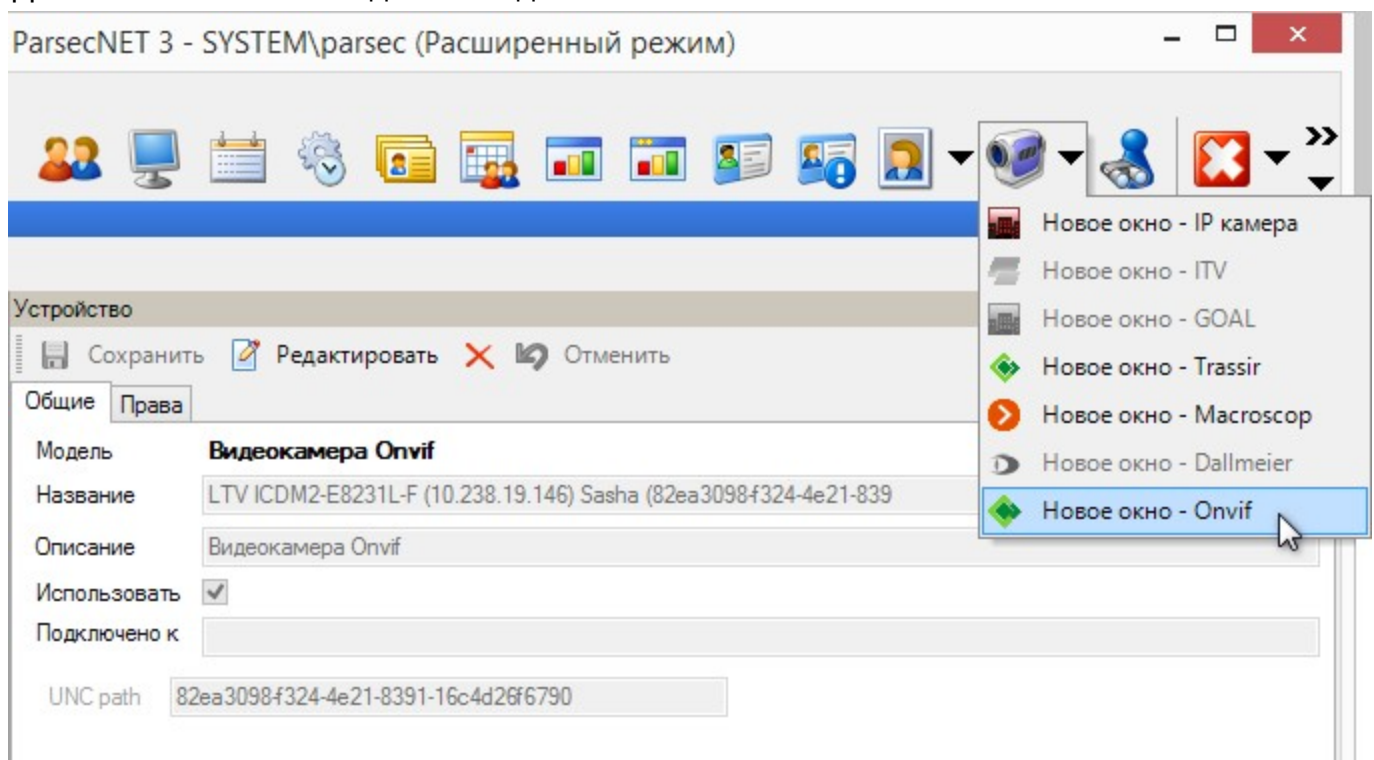 ParsecNET 3 - SYSTEM\parsec (Расширенный режим)
Новое окно - IP камера
Новое окно - ITV
Новое окно - GOAL
Новое окно - Trassir
Новое окно - Macroscop
Новое окно - Dallmeier
Новое окно - Onvif
Устройство
Сохранить Редактировать Отменить
Общие Права
Модель Видеокамера Onvif
Название LTV ICDM2-E8231L-F (10.238.19.146) Sasha (82ea3098-f324-4e21-839
Описание Видеокамера Onvif
Использовать
Подключено к
UNC path 82ea3098-f324-4e21-8391-16c4d26f6790